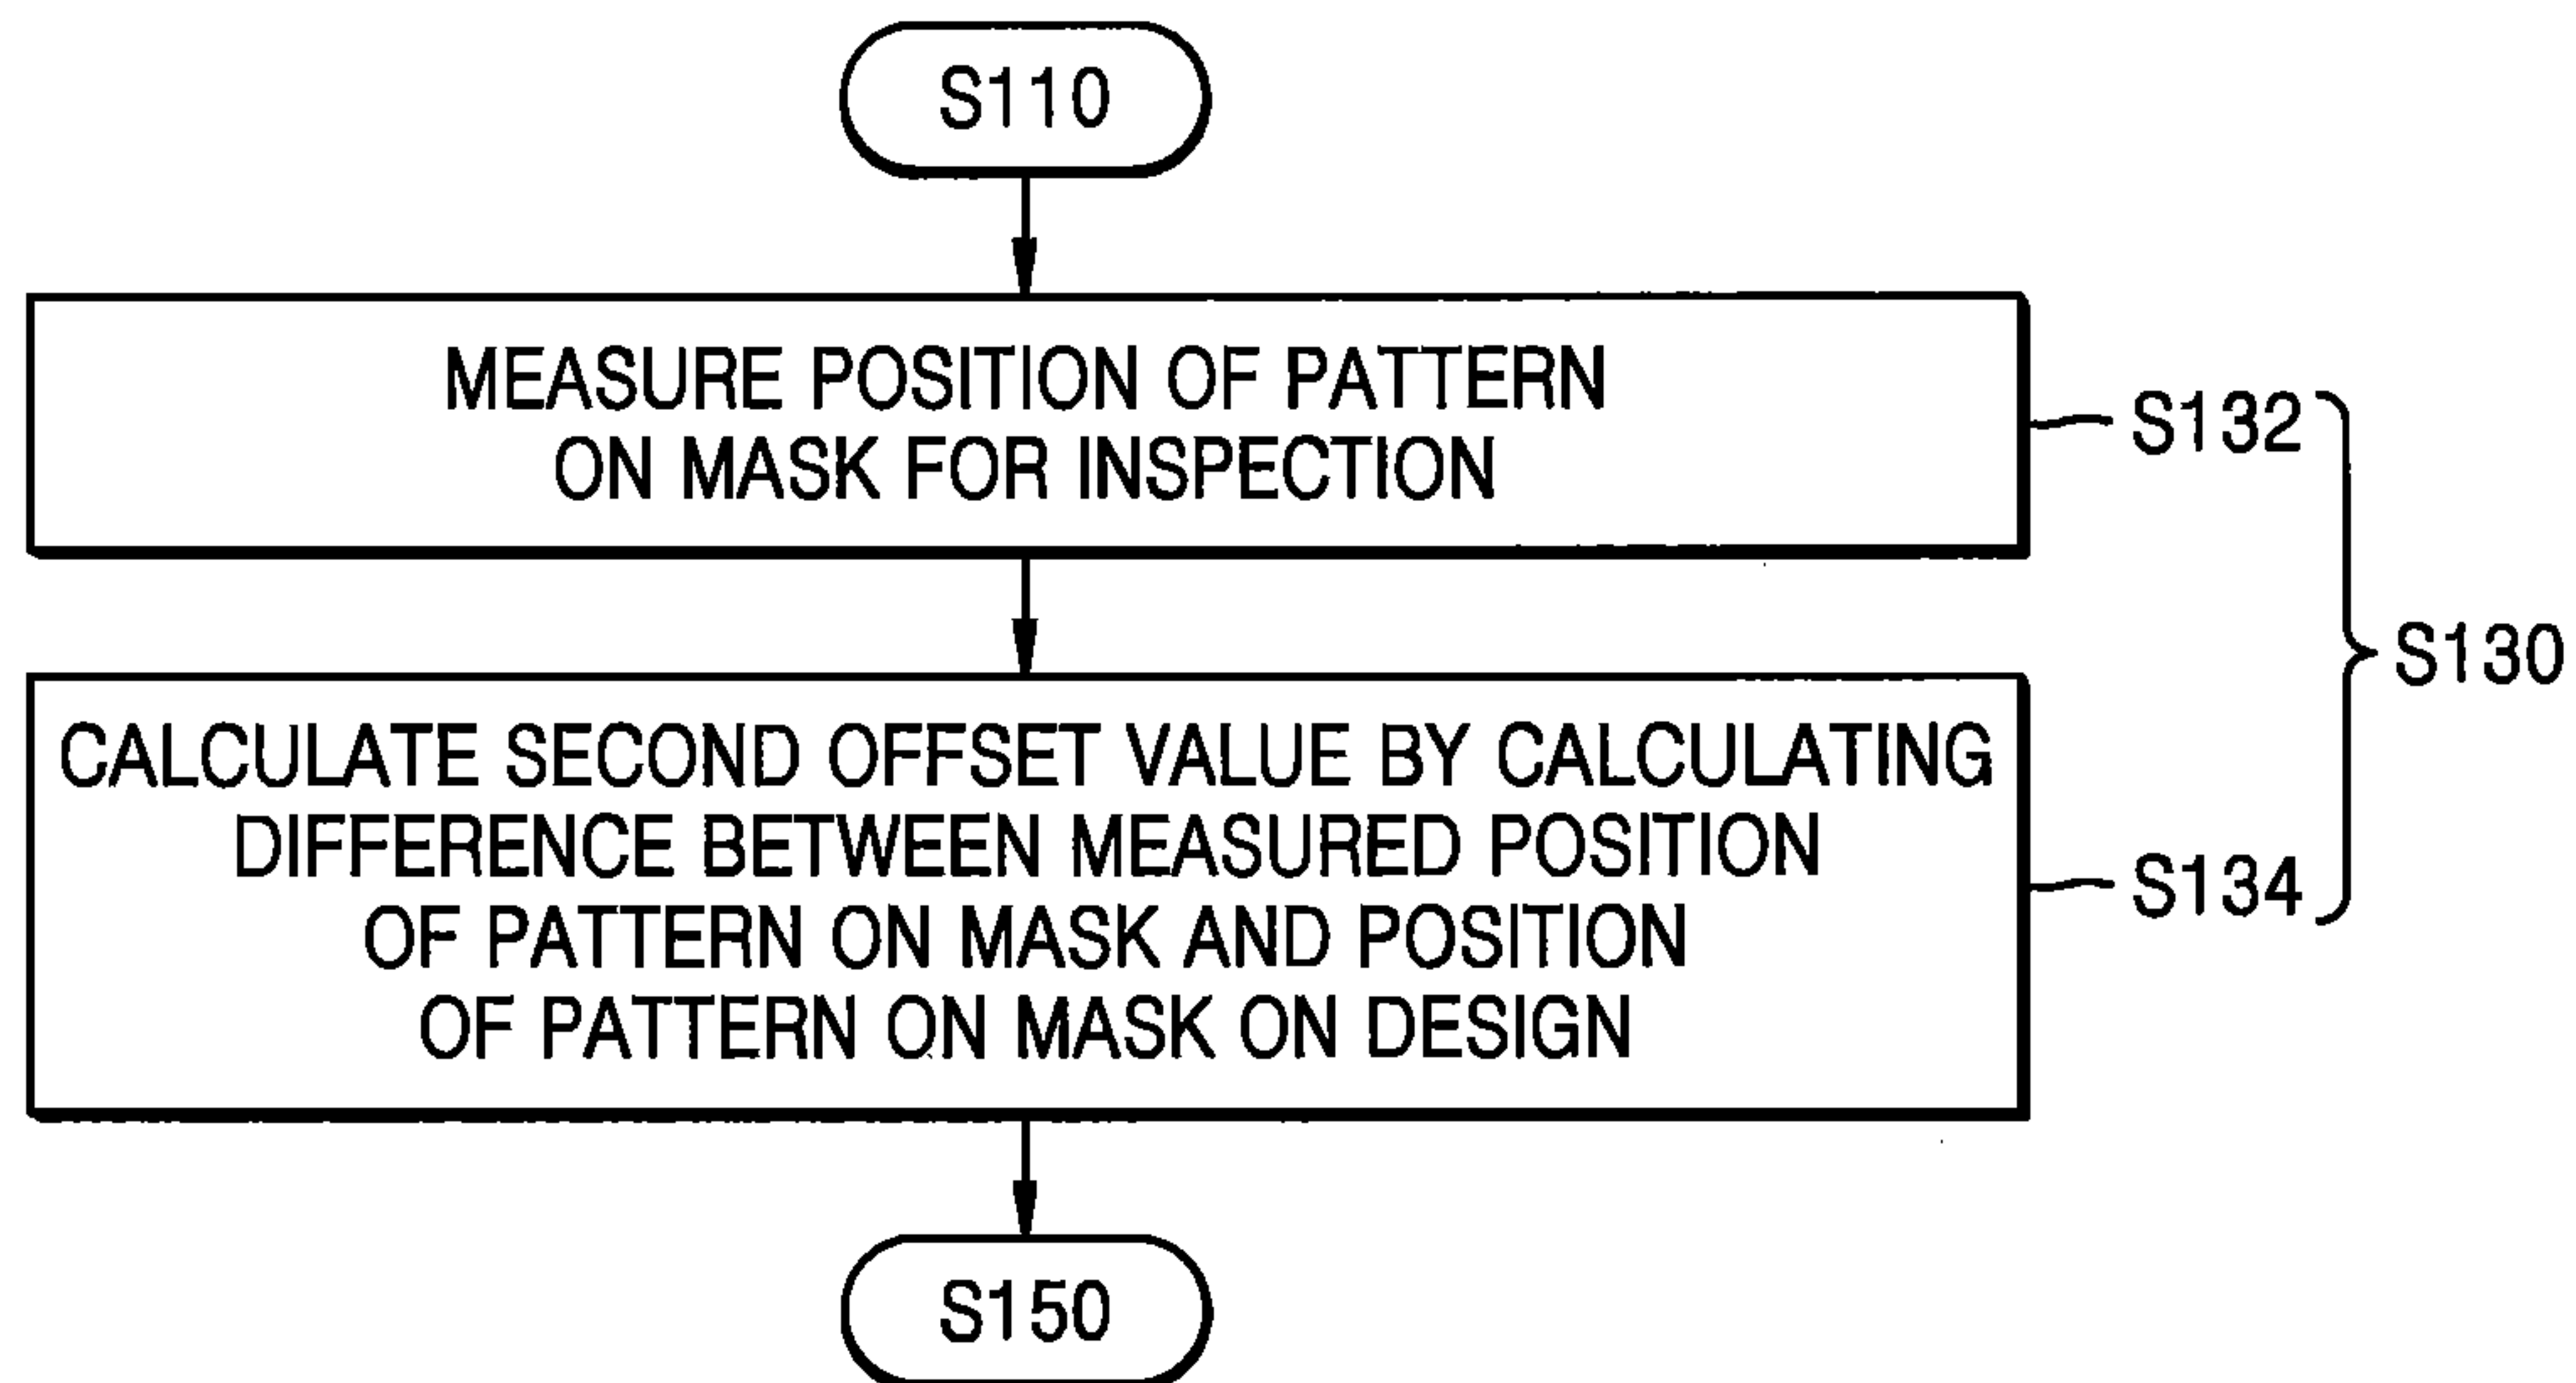 S110
MEASURE POSITION OF PATTERN
ON MASK FOR INSPECTION
S132
S130
CALCULATE SECOND OFFSET VALUE BY CALCULATING
DIFFERENCE BETWEEN MEASURED POSITION
OF PATTERN ON MASK AND POSITION
OF PATTERN ON MASK ON DESIGN
S134
S150